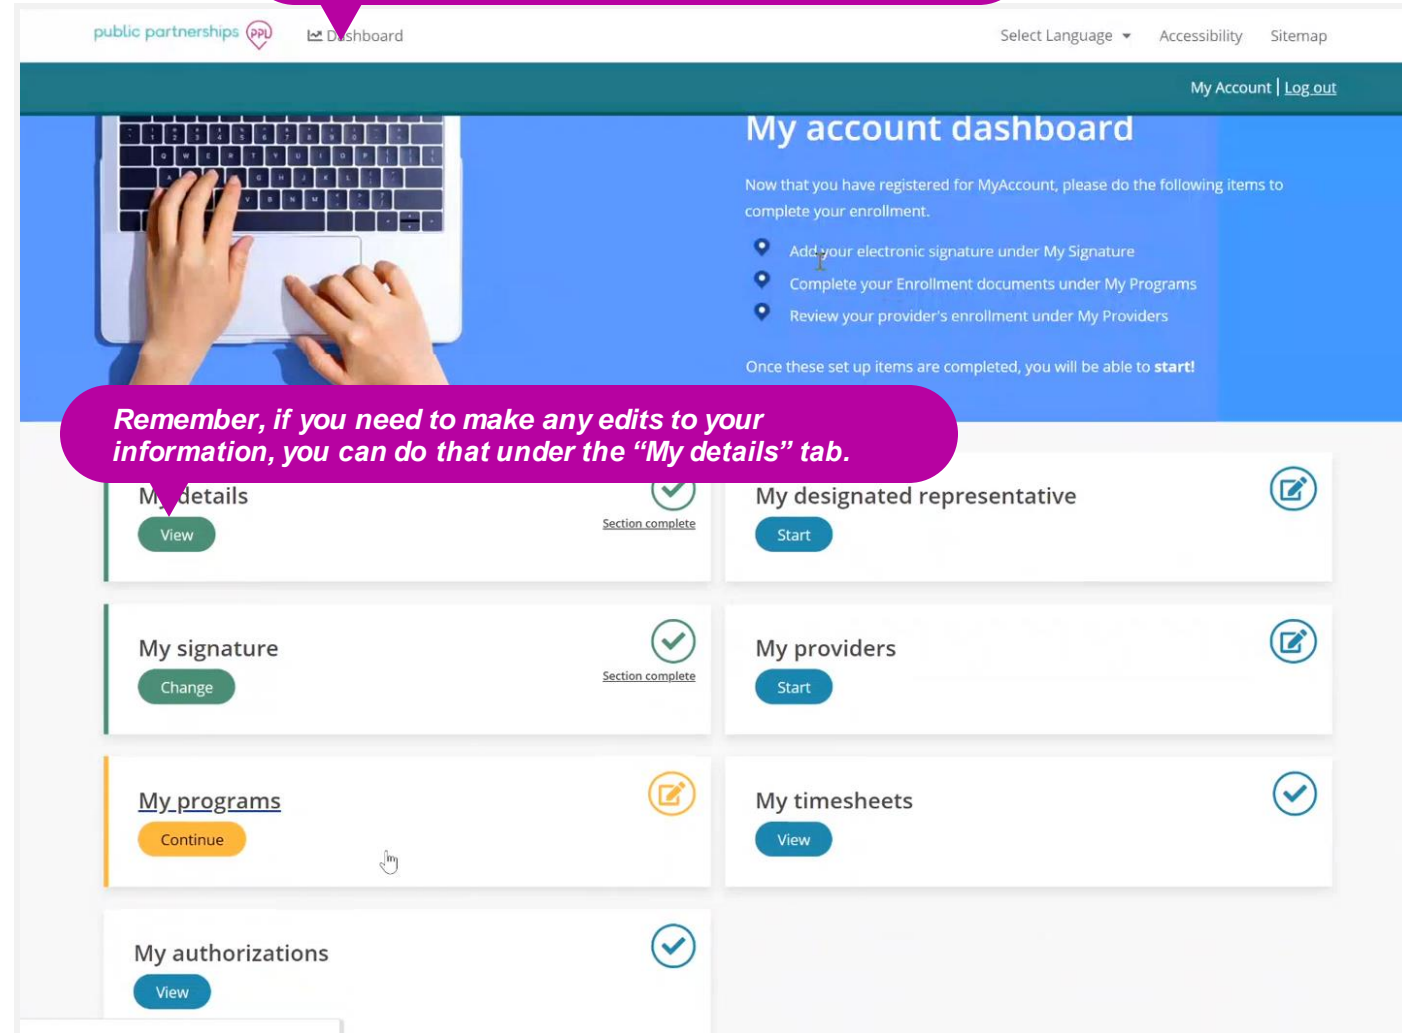 public partnerships PPL
Dashboard
Select Language
Accessibility
Sitemap
My Account | Log out
My account dashboard
Now that you have registered for MyAccount, please do the following items to
complete your enrollment.
Add your electronic signature under My Signature
Complete your Enrollment documents under My Programs
Review your provider's enrollment under My Providers
Once these set up items are completed, you will be able to start!
Remember, if you need to make any edits to your
information, you can do that under the “My details” tab.
My details
View
Section complete
My designated representative
Start
My signature
Change
Section complete
My providers
Start
My programs
Continue
My timesheets
View
My authorizations
View